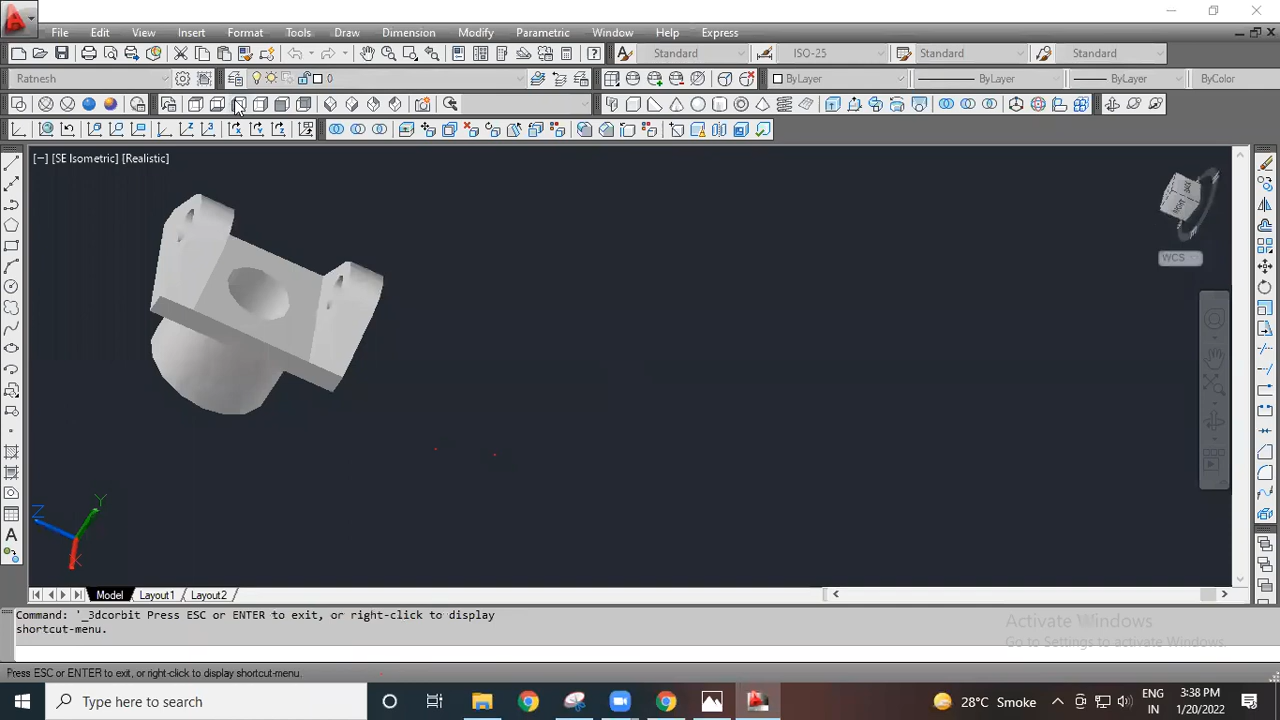 File Edit View Insert Format Tools Draw Dimension Modify Parametric Window Help Express
Standard ISO-25 Standard Standard
Ratnesh 0 ByLayer ByLayer ByLayer ByColor
[−] [SE Isometric] [Realistic]
WCS
Y
Z
X
Model Layout1 Layout2
Command: '_3dcorbit Press ESC or ENTER to exit, or right-click to display
shortcut-menu.
Activate Windows
Go to Settings to activate Windows.
Press ESC or ENTER to exit, or right-click to display shortcut-menu.
Type here to search
28°C Smoke
ENG
IN
3:38 PM
1/20/2022